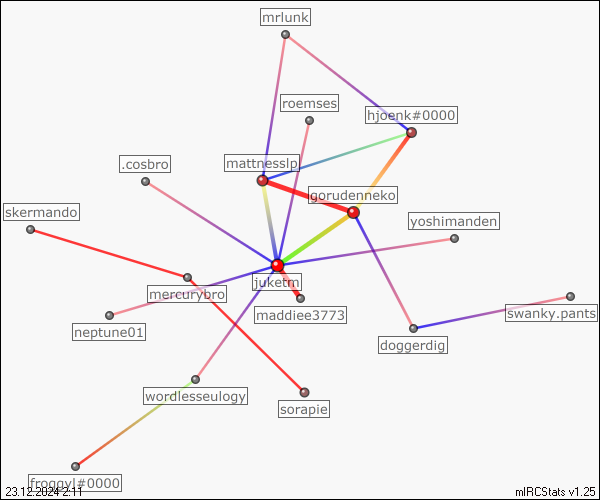 mrlunk
roemses
hjoenk#0000
mattnesslp
.cosbro
gorudenneko
skermando
yoshimanden
juketm
mercurybro
maddiee3773
swanky.pants
neptune01
doggerdig
wordlesseulogy
sorapie
froggyl#0000
23.12.2024 2:11
mIRCStats v1.25